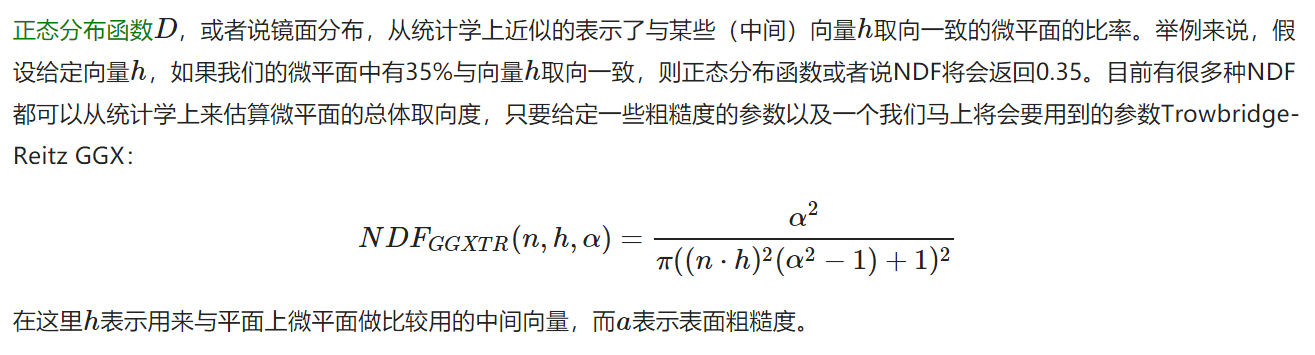 正态分布函数D，或者说镜面分布，从统计学上近似的表示了与某些（中间）向量h取向一致的微平面的比率。举例来说，假
设给定向量h，如果我们的微平面中有35%与向量h取向一致，则正态分布函数或者说NDF将会返回0.35。目前有很多种NDF
都可以从统计学上来估算微平面的总体取向度，只要给定一些粗糙度的参数以及一个我们马上将会要用到的参数Trowbridge-
Reitz GGX：
NDF_{GGXTR}(n, h, α) = \frac{α^2}{π((n · h)^2(α^2 − 1) + 1)^2}
在这里h表示用来与平面上微平面做比较用的中间向量，而a表示表面粗糙度。